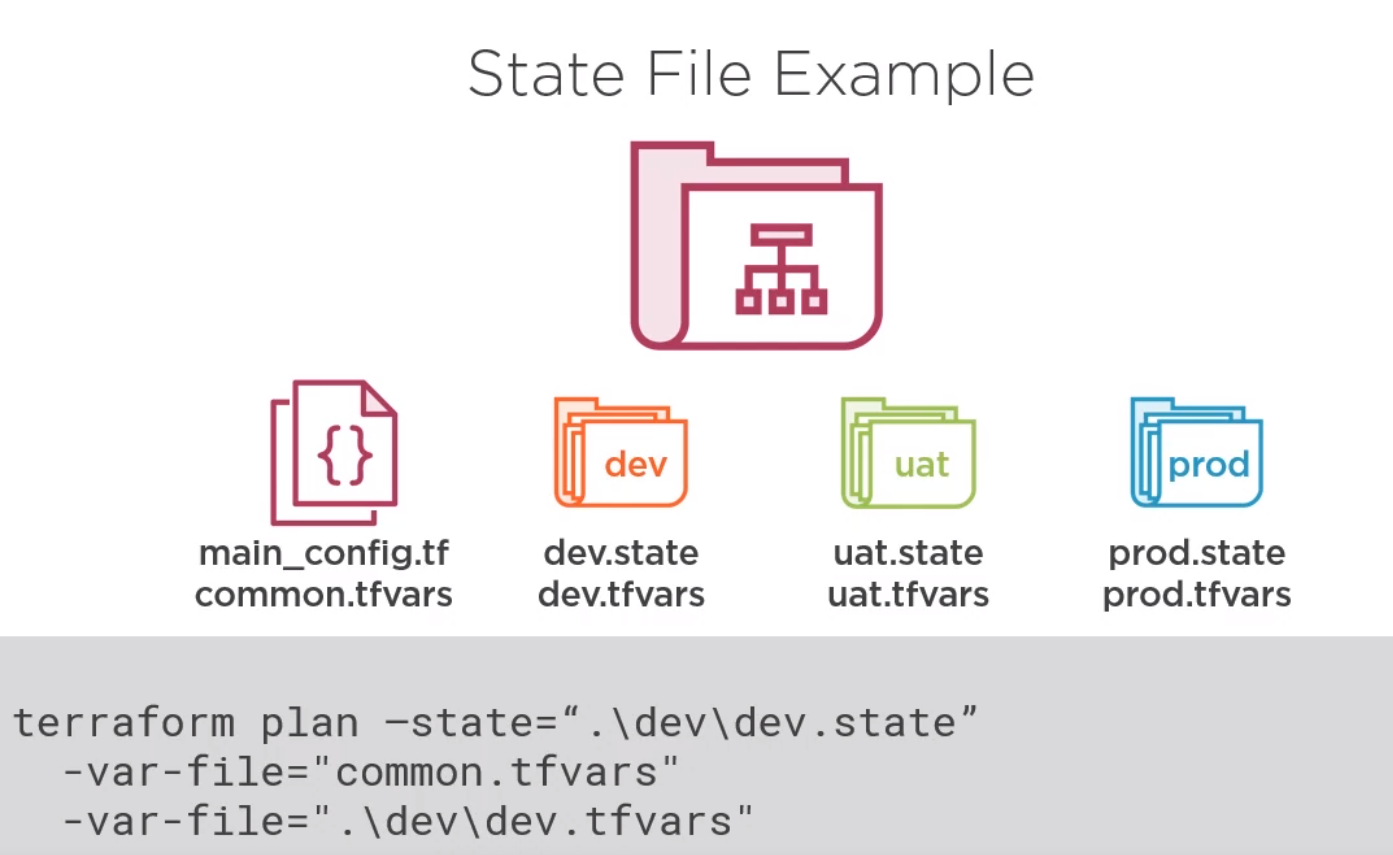 State File Example
dev
uat
prod
main_config.tf
common.tfvars
dev.state
dev.tfvars
uat.state
uat.tfvars
prod.state
prod.tfvars
terraform plan –state=“.\dev\dev.state”
-var-file="common.tfvars"
-var-file=".\dev\dev.tfvars"